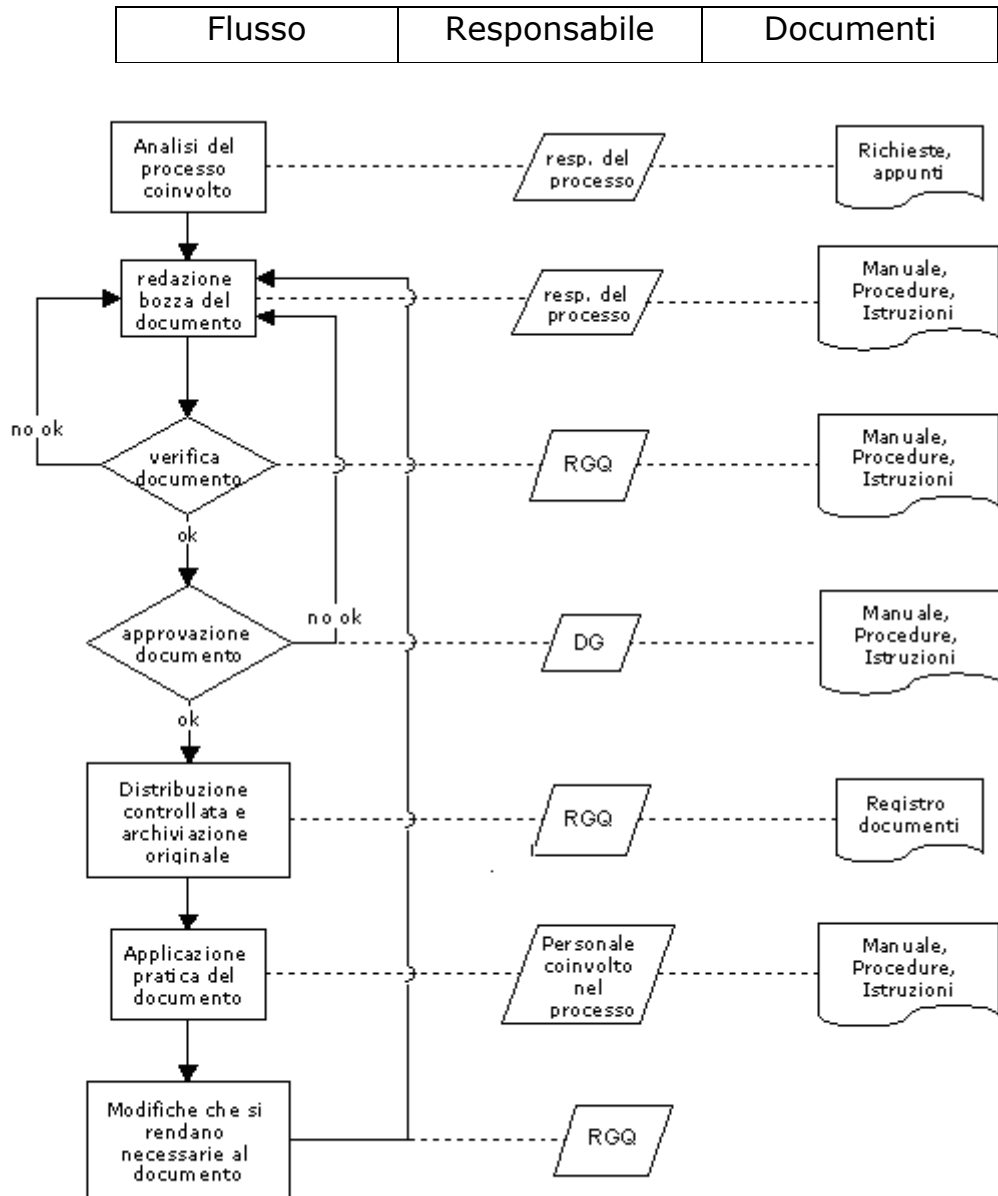 Flusso
Responsabile
Documenti
Analisi del
processo
coinvolto
resp. del
processo
Richieste,
appunti
redazione
bozza del
documento
resp. del
processo
Manuale,
Procedure,
Istruzioni
no ok
verifica
documento
RGQ
Manuale,
Procedure,
Istruzioni
ok
no ok
approvazione
documento
DG
Manuale,
Procedure,
Istruzioni
ok
Distribuzione
controllata e
archiviazione
originale
RGQ
Registro
documenti
Applicazione
pratica del
documento
Personale
coinvolto
nel
processo
Manuale,
Procedure,
Istruzioni
Modifiche che si
rendano
necessarie al
documento
RGQ